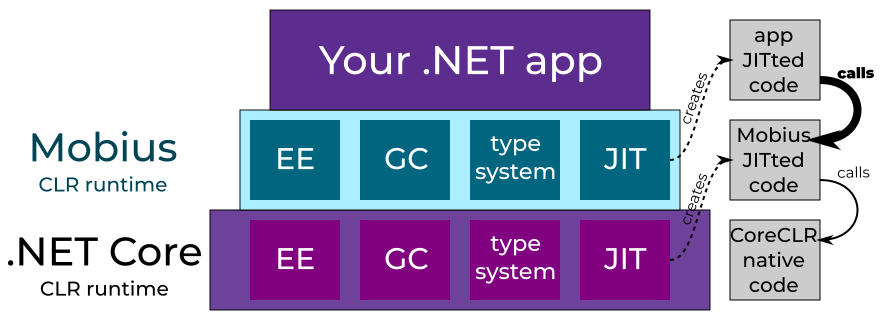 Your .NET app
Mobius
CLR runtime
EE
GC
type
system
JIT
.NET Core
CLR runtime
EE
GC
type
system
JIT
creates
creates
app
JITted
code
calls
Mobius
JITted
code
calls
CoreCLR
native
code